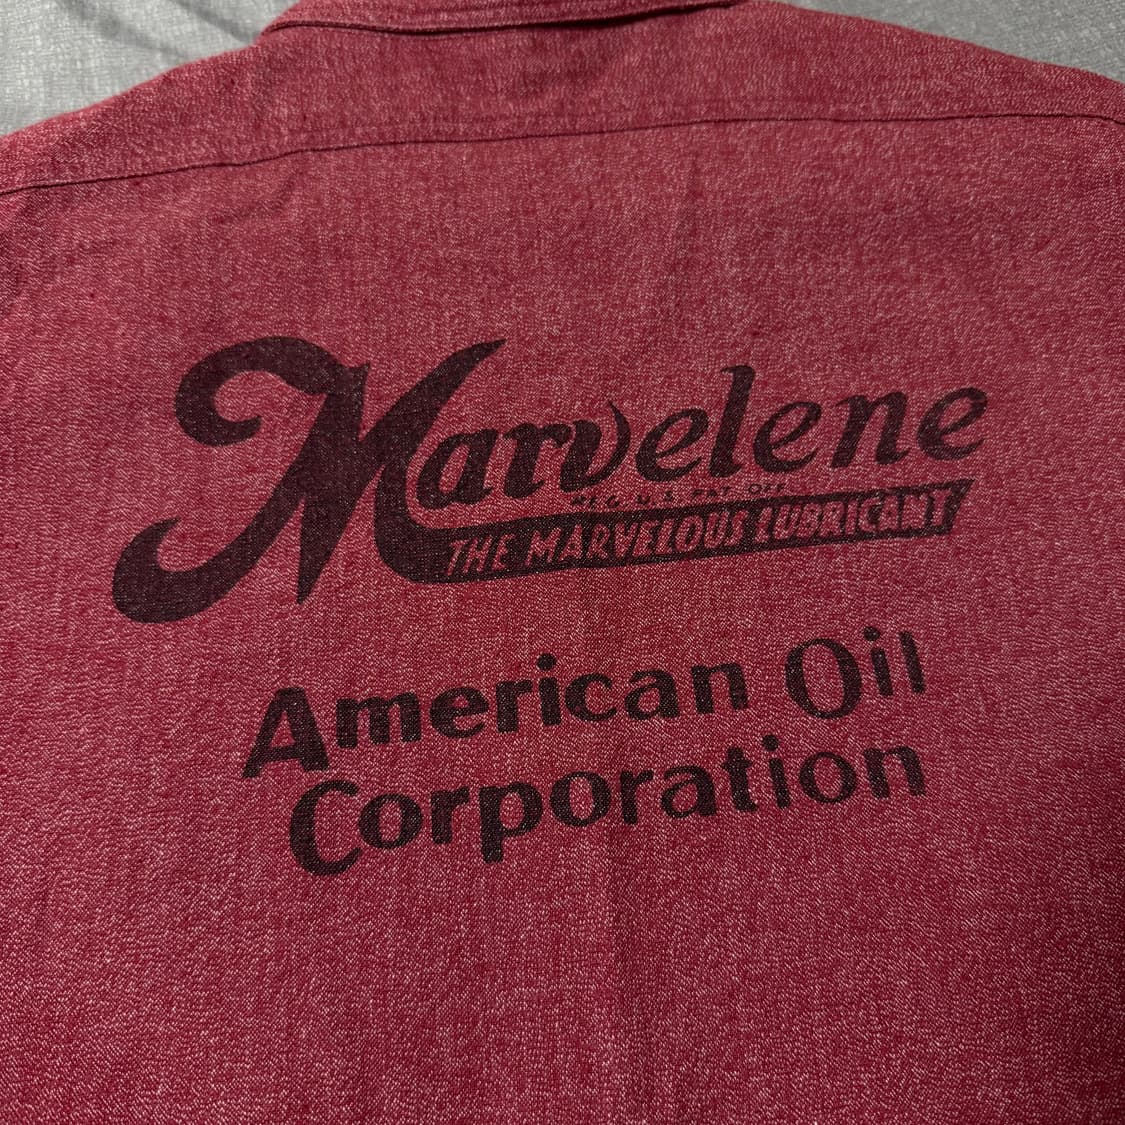 Marvelene
REG. U.S. PAT. OFF.
THE MARVELOUS LUBRICANT
American Oil
Corporation